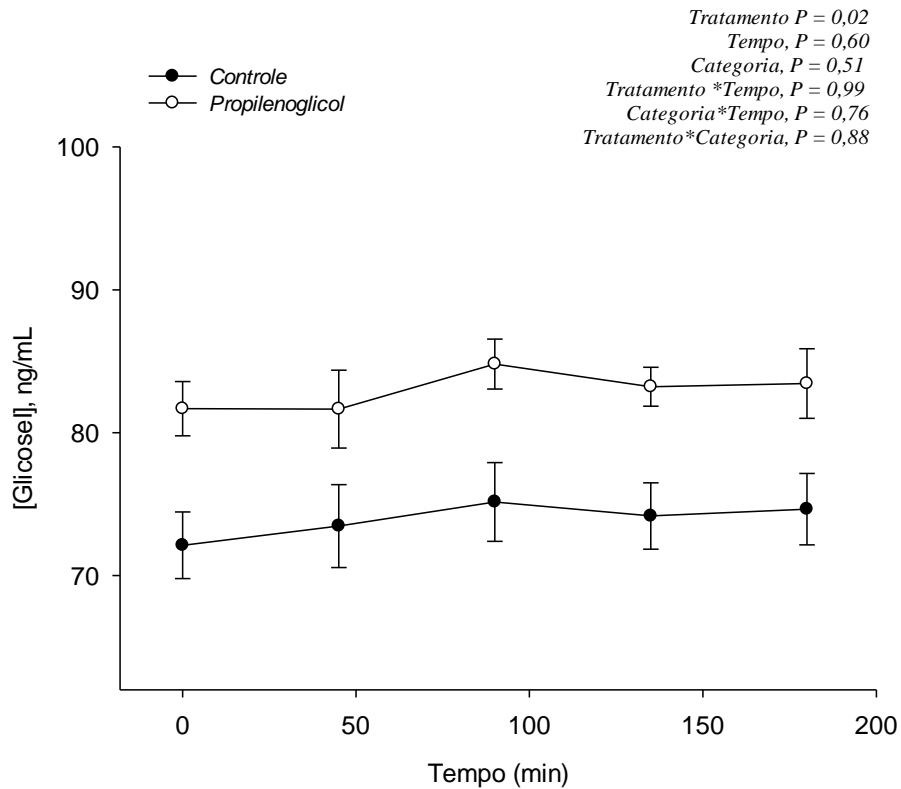 Tratamento P = 0,02
Tempo, P = 0,60
Categoria, P = 0,51
Tratamento *Tempo, P = 0,99
Categoria*Tempo, P = 0,76
Tratamento*Categoria, P = 0,88
Controle
Propilenoglicol
100
90
80
70
[Glicosel], ng/mL
0 50 100 150 200
Tempo (min)